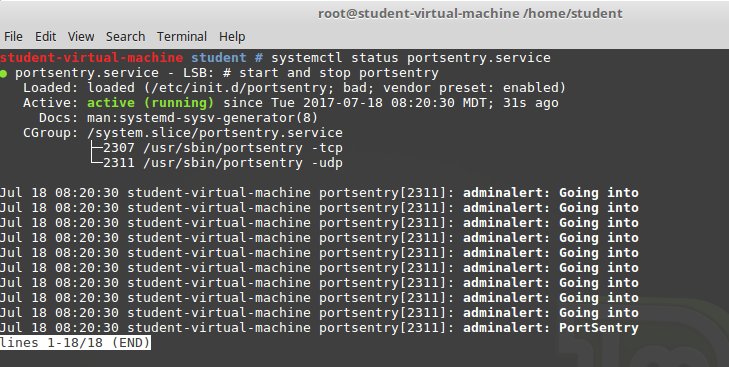 root@student-virtual-machine /home/student
File Edit View Search Terminal Help
student-virtual-machine student # systemctl status portsentry.service
● portsentry.service - LSB: # start and stop portsentry
   Loaded: loaded (/etc/init.d/portsentry; bad; vendor preset: enabled)
   Active: active (running) since Tue 2017-07-18 08:20:30 MDT; 31s ago
     Docs: man:systemd-sysv-generator(8)
   CGroup: /system.slice/portsentry.service
           ├─2307 /usr/sbin/portsentry -tcp
           └─2311 /usr/sbin/portsentry -udp
Jul 18 08:20:30 student-virtual-machine portsentry[2311]: adminalert: Going into
Jul 18 08:20:30 student-virtual-machine portsentry[2311]: adminalert: Going into
Jul 18 08:20:30 student-virtual-machine portsentry[2311]: adminalert: Going into
Jul 18 08:20:30 student-virtual-machine portsentry[2311]: adminalert: Going into
Jul 18 08:20:30 student-virtual-machine portsentry[2311]: adminalert: Going into
Jul 18 08:20:30 student-virtual-machine portsentry[2311]: adminalert: Going into
Jul 18 08:20:30 student-virtual-machine portsentry[2311]: adminalert: Going into
Jul 18 08:20:30 student-virtual-machine portsentry[2311]: adminalert: Going into
Jul 18 08:20:30 student-virtual-machine portsentry[2311]: adminalert: Going into
Jul 18 08:20:30 student-virtual-machine portsentry[2311]: adminalert: PortSentry
lines 1-18/18 (END)